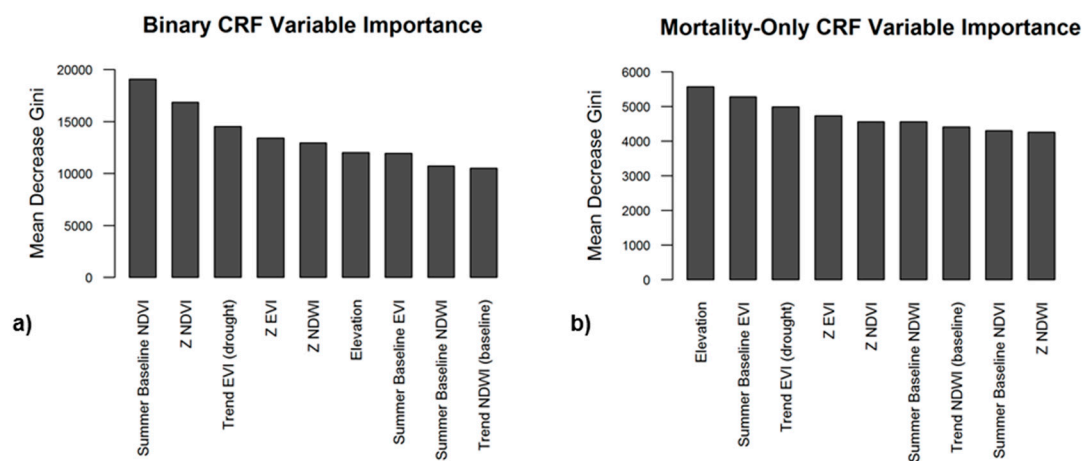 Binary CRF Variable Importance
Mean Decrease Gini
20000
15000
10000
5000
0
Summer Baseline NDVI
Z NDVI
Trend EVI (drought)
Z EVI
Z NDWI
Elevation
Summer Baseline EVI
Summer Baseline NDWI
Trend NDWI (baseline)
a)
Mortality-Only CRF Variable Importance
Mean Decrease Gini
6000
5000
4000
3000
2000
1000
0
Elevation
Summer Baseline EVI
Trend EVI (drought)
Z EVI
Z NDVI
Summer Baseline NDWI
Trend NDWI (baseline)
Summer Baseline NDVI
Z NDWI
b)